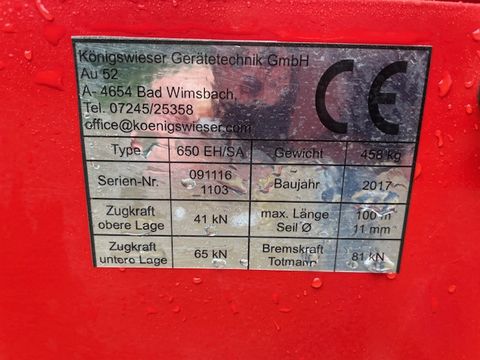 Königswieser Gerätetechnik GmbH
Au 52
A- 4654 Bad Wimsbach,
Tel. 07245/25358
office@koenigswieser.com
CE
Type 650 EH/SA Gewicht 458 kg
Serien-Nr. 091116 1103 Baujahr 2017
Zugkraft obere Lage 41 kN max. Länge Seil Ø 100 m 11 mm
Zugkraft untere Lage 65 kN Bremskraft Totmann 81 kN